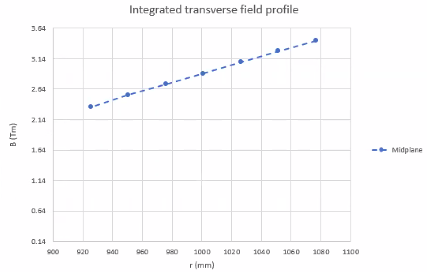 Integrated transverse field profile
3.64
3.14
2.64
2.14
1.64
1.14
0.64
0.14
B (Tm)
900 920 940 960 980 1000 1020 1040 1060 1080 1100
r (mm)
Midplane